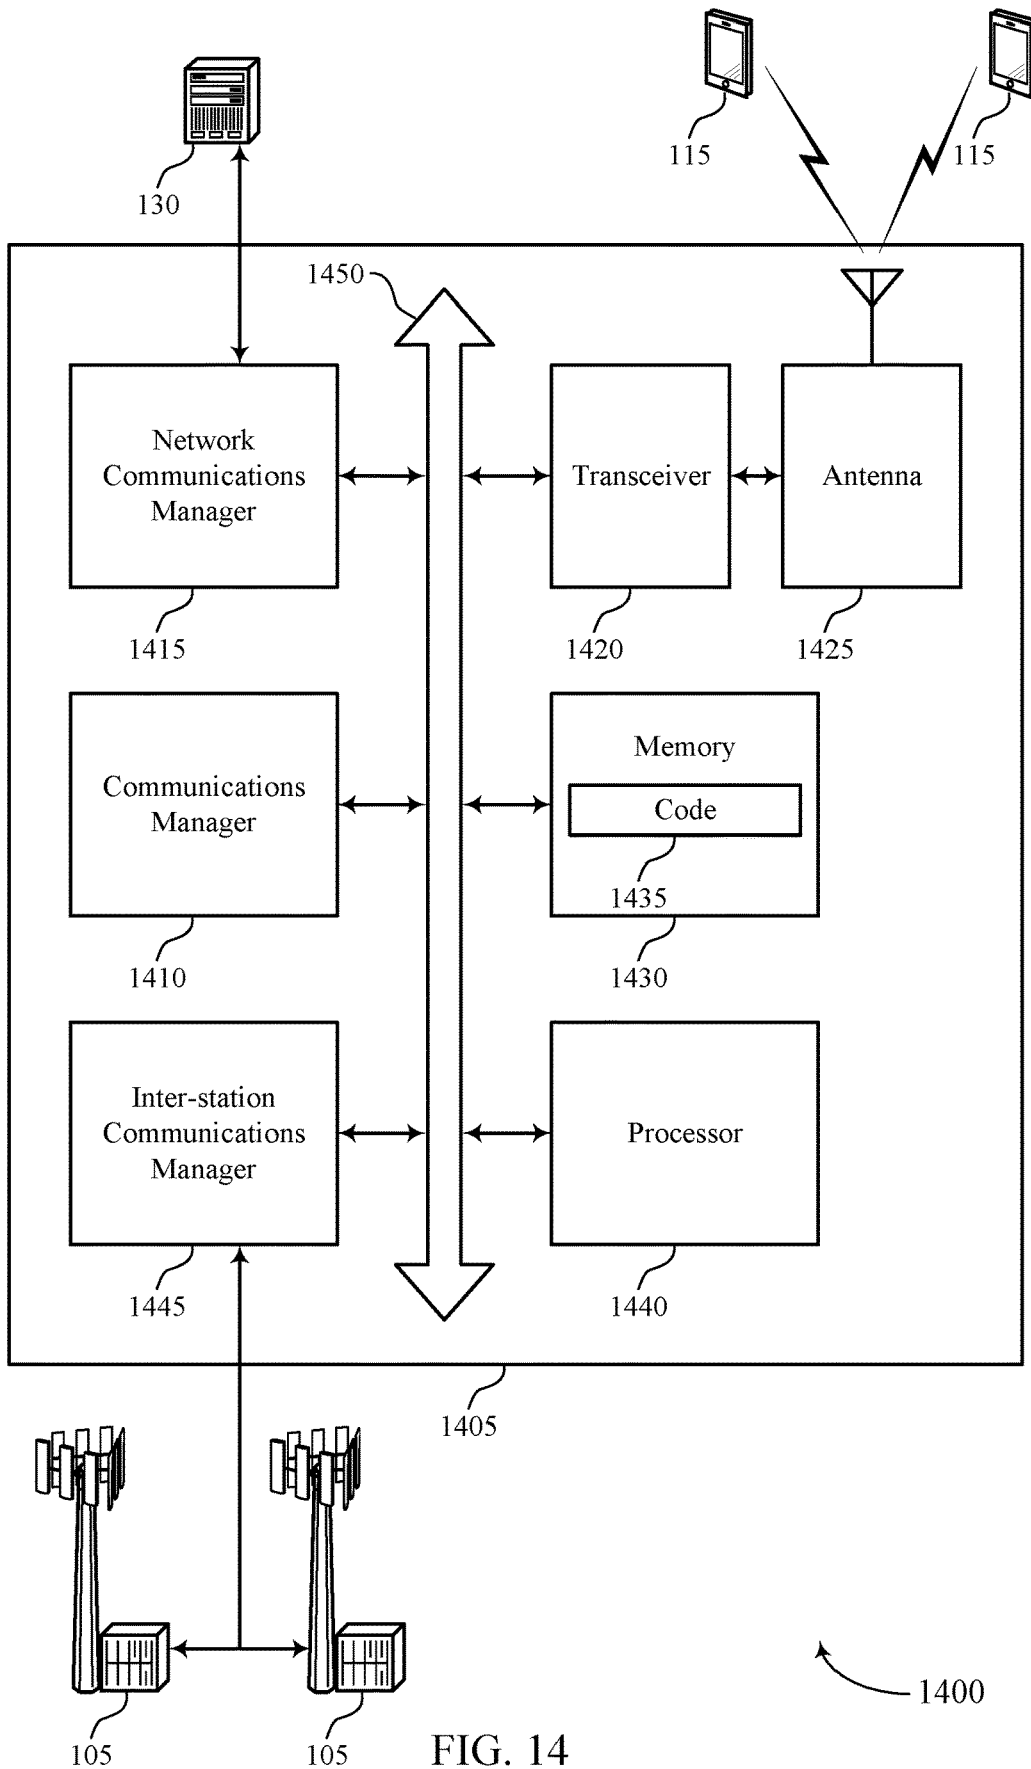 115
115
130
1450
Network
Communications
Manager
Transceiver
Antenna
1415
1420
1425
Communications
Manager
Memory
Code
1435
1410
1430
Inter-station
Communications
Manager
Processor
1445
1440
1405
1400
105
105
FIG. 14